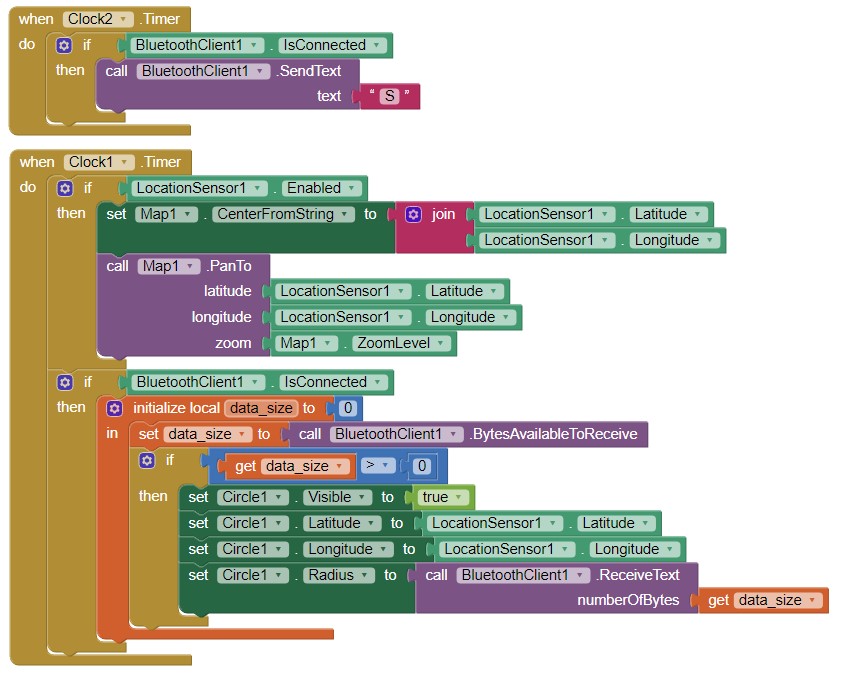 when Clock2 .Timer
do if BluetoothClient1 . IsConnected
then call BluetoothClient1 .SendText
text " S "
when Clock1 .Timer
do if LocationSensor1 . Enabled
then set Map1 . CenterFromString to join LocationSensor1 . Latitude
LocationSensor1 . Longitude
call Map1 .PanTo
latitude LocationSensor1 . Latitude
longitude LocationSensor1 . Longitude
zoom Map1 . ZoomLevel
if BluetoothClient1 . IsConnected
then initialize local data_size to 0
in set data_size to call BluetoothClient1 .BytesAvailableToReceive
if get data_size > 0
then set Circle1 . Visible to true
set Circle1 . Latitude to LocationSensor1 . Latitude
set Circle1 . Longitude to LocationSensor1 . Longitude
set Circle1 . Radius to call BluetoothClient1 .ReceiveText
numberOfBytes get data_size